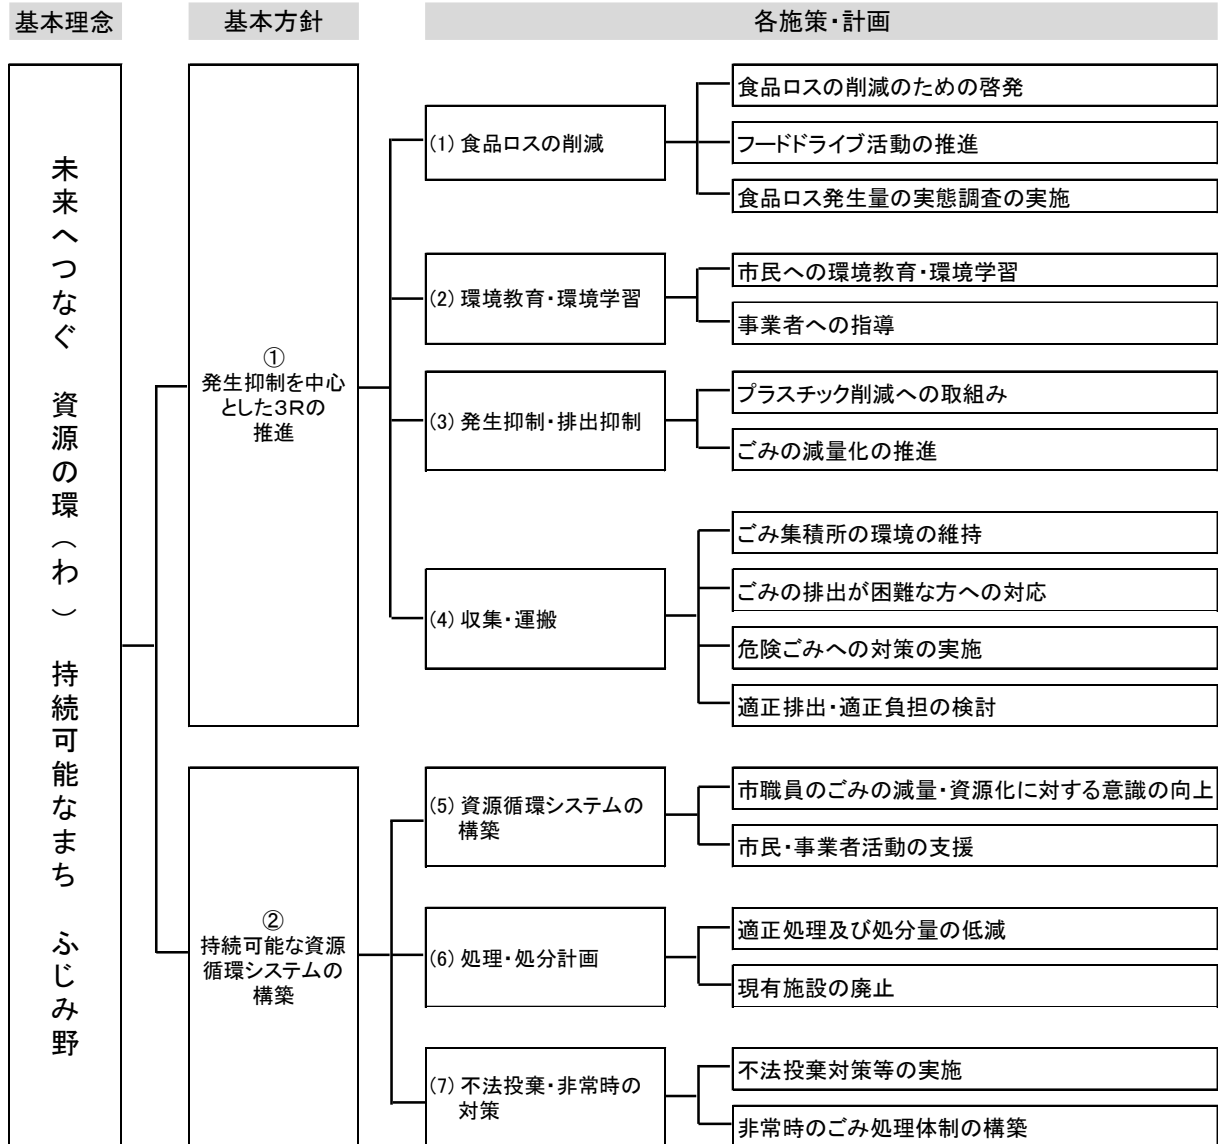 基本理念
基本方針
各施策・計画
未来へつなぐ 資源の環（わ） 持続可能なまち ふじみ野
①
発生抑制を中心
とした3Rの
推進
(1) 食品ロスの削減
食品ロスの削減のための啓発
フードドライブ活動の推進
食品ロス発生量の実態調査の実施
(2) 環境教育・環境学習
市民への環境教育・環境学習
事業者への指導
(3) 発生抑制・排出抑制
プラスチック削減への取組み
ごみの減量化の推進
(4) 収集・運搬
ごみ集積所の環境の維持
ごみの排出が困難な方への対応
危険ごみへの対策の実施
適正排出・適正負担の検討
②
持続可能な資源
循環システムの
構築
(5) 資源循環システムの
構築
市職員のごみの減量・資源化に対する意識の向上
市民・事業者活動の支援
(6) 処理・処分計画
適正処理及び処分量の低減
現有施設の廃止
(7) 不法投棄・非常時の
対策
不法投棄対策等の実施
非常時のごみ処理体制の構築